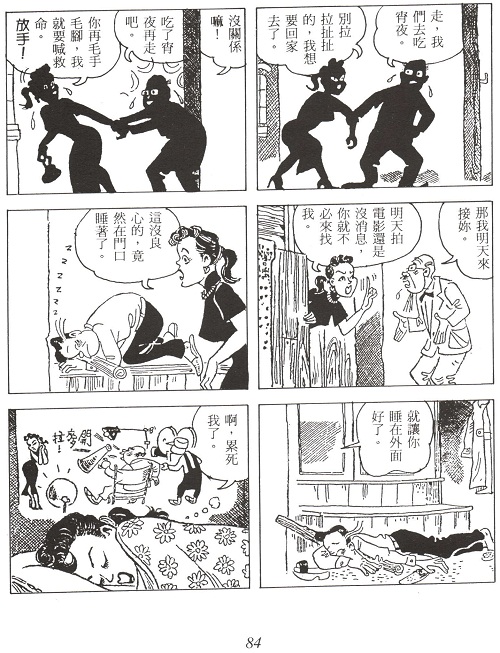 走，我
們去吃
宵夜。
別拉
拉扯扯
的，我想
要回家
去了。
沒關係
嘛！
吃了宵
夜再走
吧。
你再毛手
毛腳，我
就要喊救
命。
放手！
那我明天來
接妳。
明天拍
電影還是
沒消息，
你就不
必來找
我。
這沒良
心的，竟
然在門口
睡著了。
z z z z z z
就讓你
睡在外面
好了。
啊，累死
我了。
開麥拉！
84